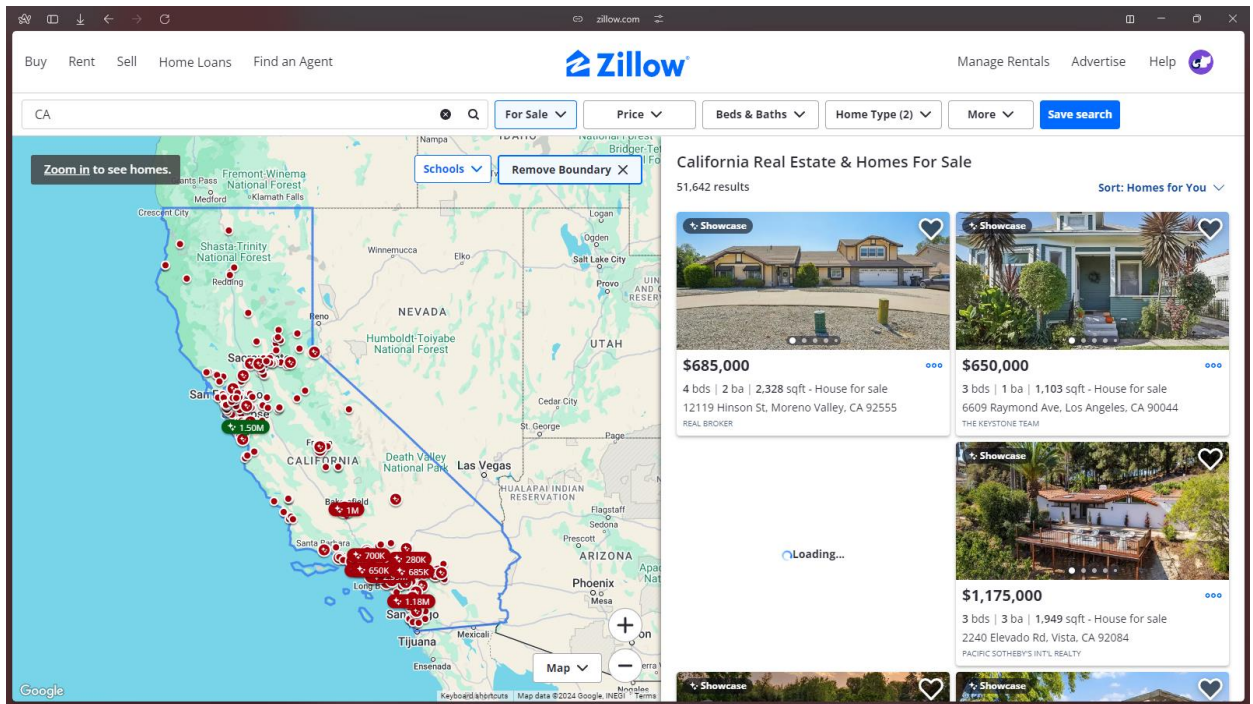 zillow.com
Buy Rent Sell Home Loans Find an Agent
Zillow
Manage Rentals Advertise Help
CA
For Sale
Price
Beds & Baths
Home Type (2)
More
Save search
Zoom in to see homes.
Schools
Remove Boundary
Nampa
IDAHO
National Forest
Bridger-Tet
Grants Pass
Fremont-Winema
National Forest
Medford
Klamath Falls
Crescent City
Logan
Ogden
Salt Lake City
Shasta-Trinity
National Forest
Winnemucca
Elko
Redding
Provo
Reno
NEVADA
Humboldt-Toiyabe
National Forest
UTAH
Cedar City
1.50M
St. George
Page
CALIFORNIA
Death Valley
National Park
Las Vegas
HUALAPAI INDIAN
RESERVATION
1M
Flagstaff
Sedona
Santa Barbara
Prescott
700K
280K
ARIZONA
650K
685K
Phoenix
Mesa
1.18M
Tijuana
Mexicali
Ensenada
Map
Nogales
Google
Keyboard shortcuts Map data ©2024 Google, INEGI Terms
California Real Estate & Homes For Sale
51,642 results
Sort: Homes for You
Showcase
$685,000
4 bds | 2 ba | 2,328 sqft - House for sale
12119 Hinson St, Moreno Valley, CA 92555
REAL BROKER
Showcase
$650,000
3 bds | 1 ba | 1,103 sqft - House for sale
6609 Raymond Ave, Los Angeles, CA 90044
THE KEYSTONE TEAM
Loading...
Showcase
$1,175,000
3 bds | 3 ba | 1,949 sqft - House for sale
2240 Elevado Rd, Vista, CA 92084
PACIFIC SOTHEBY'S INT'L REALTY
Showcase
Showcase